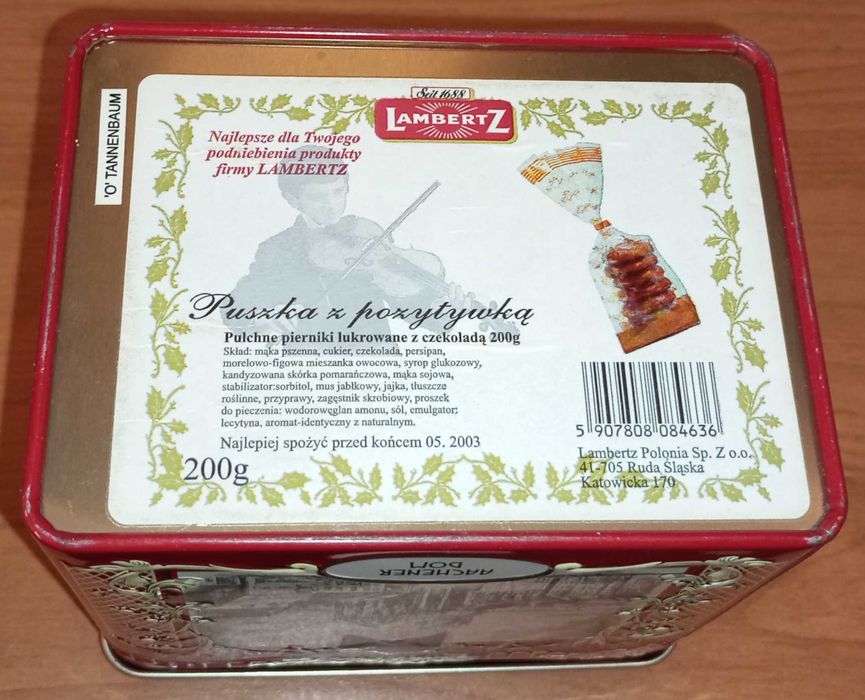 'O' TANNENBAUM
Seit 1688
LAMBERTZ
Najlepsze dla Twojego
podniebienia produkty
firmy LAMBERTZ
Puszka z pozytywką
Pulchne pierniki lukrowane z czekoladą 200g
Skład: mąka pszenna, cukier, czekolada, persipan,
morelowo-figowa mieszanka owocowa, syrop glukozowy,
kandyzowana skórka pomarańczowa, mąka sojowa,
stabilizator:sorbitol, mus jabłkowy, jajka, tłuszcze
roślinne, przyprawy, zagęstnik skrobiowy, proszek
do pieczenia: wodorowęglan amonu, sól, emulgator:
lecytyna, aromat-identyczny z naturalnym.
Najlepiej spożyć przed końcem 05. 2003
200g
5 907808 084636
Lambertz Polonia Sp. Z o.o.
41-705 Ruda Śląska
Katowicka 170
AACHENER
DOM